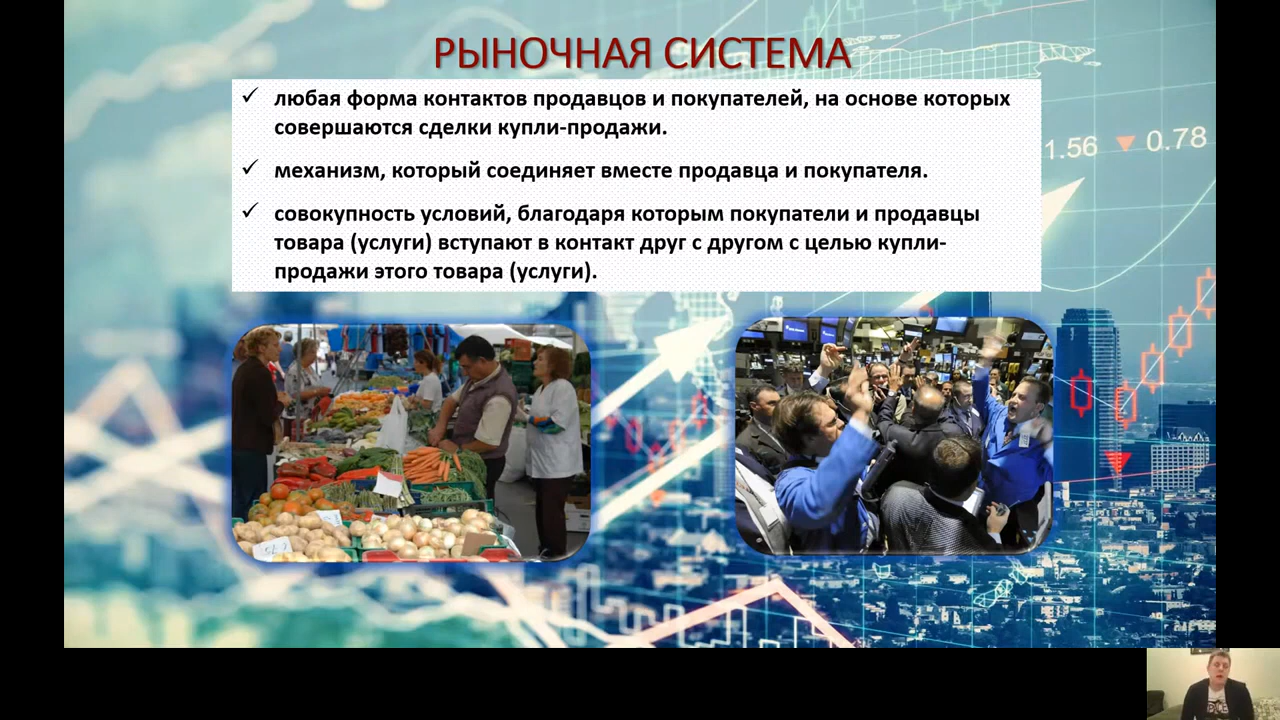 РЫНОЧНАЯ СИСТЕМА
✓ любая форма контактов продавцов и покупателей, на основе которых
совершаются сделки купли-продажи.
✓ механизм, который соединяет вместе продавца и покупателя.
✓ совокупность условий, благодаря которым покупатели и продавцы
товара (услуги) вступают в контакт друг с другом с целью купли-
продажи этого товара (услуги).
1.56 ▼ 0.78